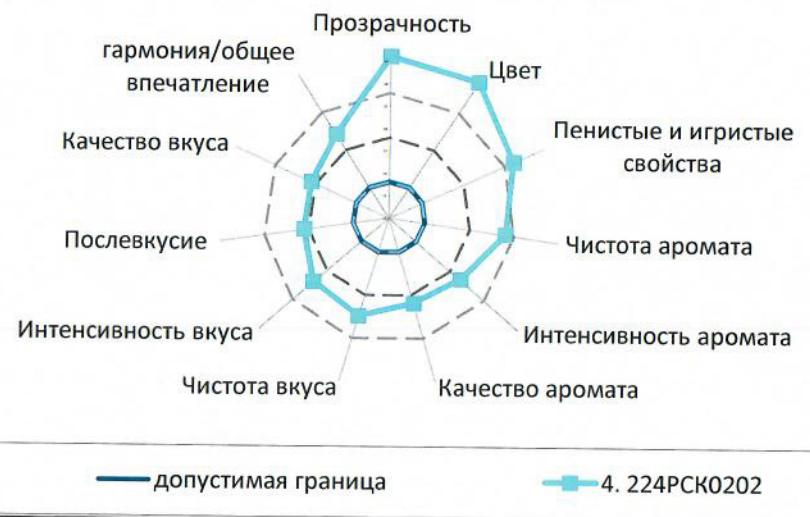 Прозрачность
Цвет
Пенистые и игристые
свойства
Чистота аромата
Интенсивность аромата
Качество аромата
Чистота вкуса
Интенсивность вкуса
Послевкусие
Качество вкуса
гармония/общее
впечатление
допустимая граница
4. 224РСК0202